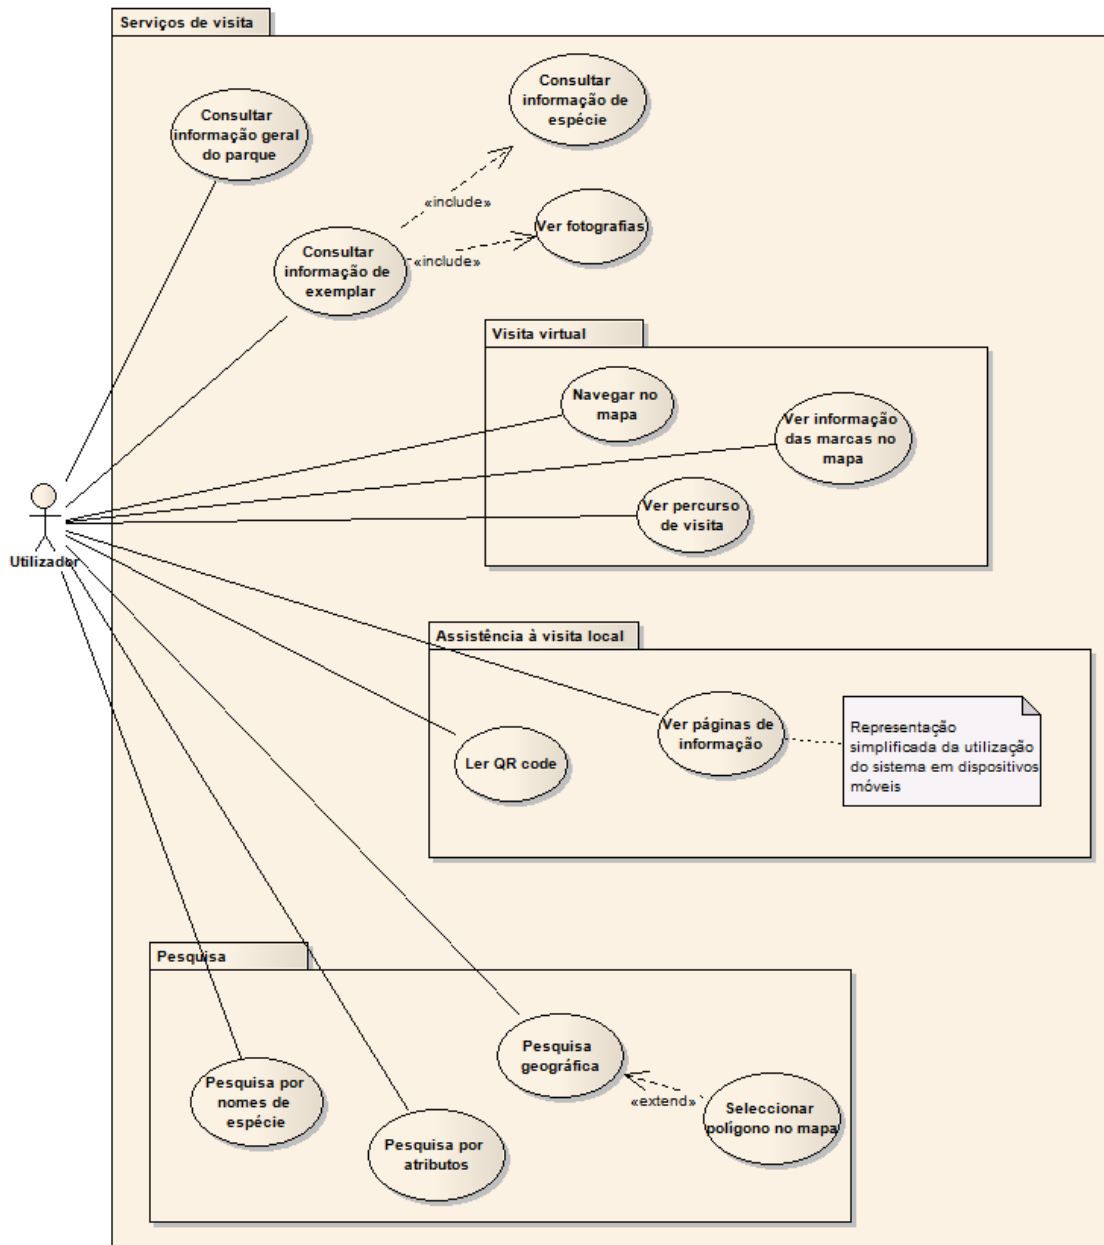 Serviços de visita
Consultar
informação geral
do parque
Consultar
informação de
espécie
«include»
Ver fotografias
«include»
Consultar
informação de
exemplar
Visita virtual
Navegar no
mapa
Ver informação
das marcas no
mapa
Ver percurso
de visita
Utilizador
Assistência à visita local
Ver páginas de
informação
Representação
simplificada da utilização
do sistema em dispositivos
móveis
Ler QR code
Pesquisa
Pesquisa
geográfica
«extend»
Seleccionar
polígono no mapa
Pesquisa por
nomes de
espécie
Pesquisa por
atributos